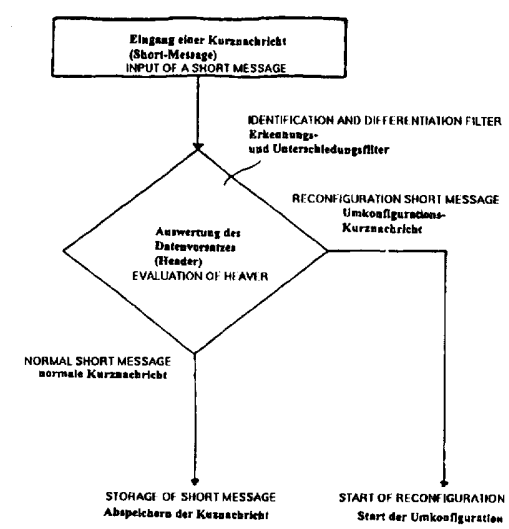 Eingang einer Kurznachricht
(Short-Message)
INPUT OF A SHORT MESSAGE
IDENTIFICATION AND DIFFERENTIATION FILTER
Erkennungs-
und Unterschiedungsfilter
RECONFIGURATION SHORT MESSAGE
Umkonfigurations-
Kurznachricht
Auswertung des
Datenvorsatzes
(Header)
EVALUATION OF HEAVER
NORMAL SHORT MESSAGE
normale Kurznachricht
STORAGE OF SHORT MESSAGE
Abspeichern der Kuznachricht
START OF RECONFIGURATION
Start der Umkonfiguration